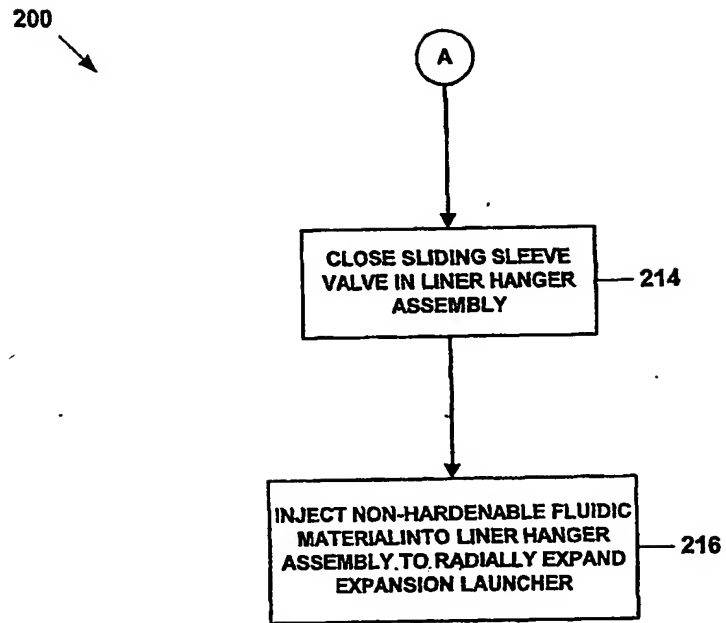 200
A
CLOSE SLIDING SLEEVE
VALVE IN LINER HANGER
ASSEMBLY
214
INJECT NON-HARDENABLE FLUIDIC
MATERIALINTO LINER HANGER
ASSEMBLY.TO RADIALLY EXPAND
EXPANSION LAUNCHER
216